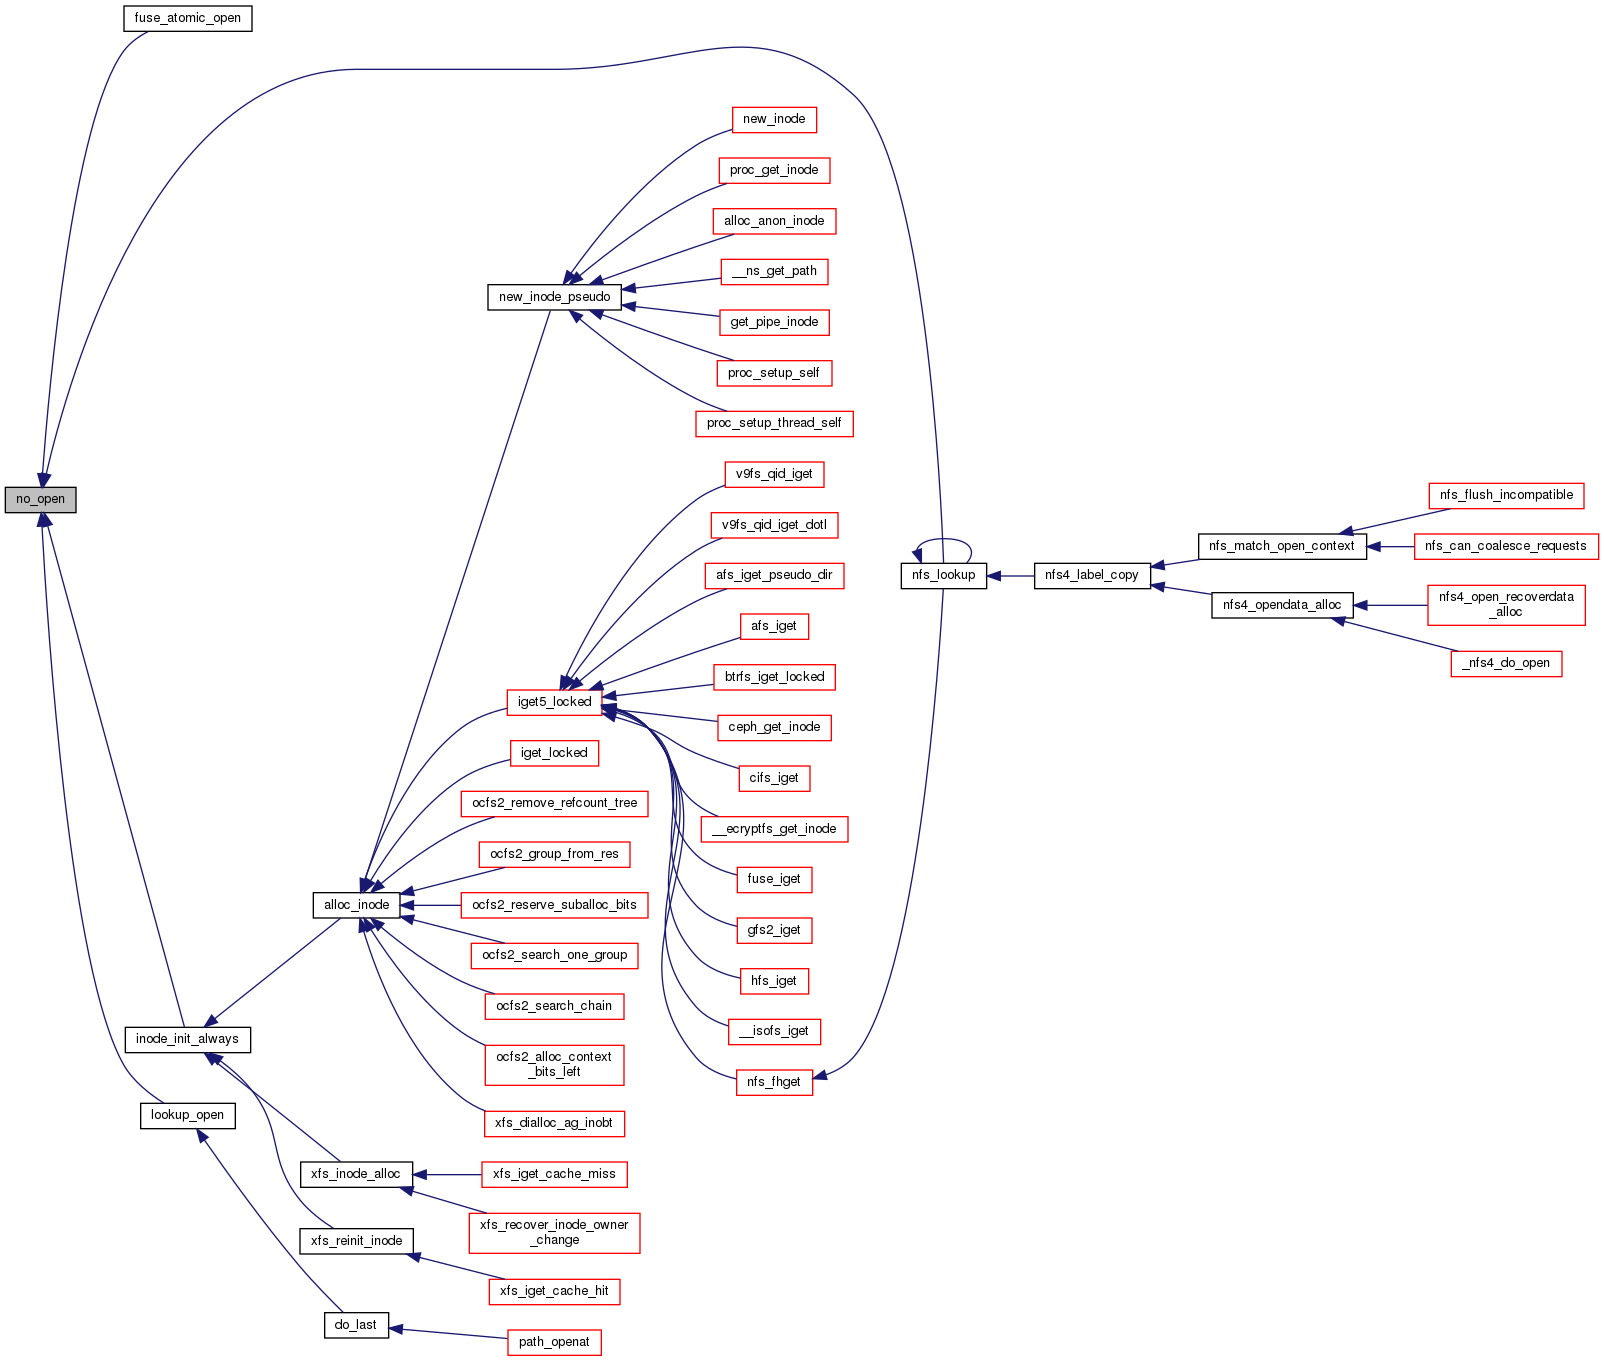 fuse_atomic_open
new_inode
proc_get_inode
alloc_anon_inode
__ns_get_path
new_inode_pseudo
get_pipe_inode
proc_setup_self
proc_setup_thread_self
v9fs_qid_iget
no_open
nfs_flush_incompatible
v9fs_qid_iget_dotl
nfs_match_open_context
nfs_can_coalesce_requests
afs_iget_pseudo_dir
nfs_lookup
nfs4_label_copy
nfs4_opendata_alloc
nfs4_open_recoverdata
_alloc
afs_iget
_nfs4_do_open
btrfs_iget_locked
iget5_locked
ceph_get_inode
iget_locked
cifs_iget
ocfs2_remove_refcount_tree
__ecryptfs_get_inode
ocfs2_group_from_res
fuse_iget
alloc_inode
ocfs2_reserve_suballoc_bits
gfs2_iget
ocfs2_search_one_group
hfs_iget
ocfs2_search_chain
__isofs_iget
inode_init_always
ocfs2_alloc_context
_bits_left
nfs_fhget
lookup_open
xfs_dialloc_ag_inobt
xfs_inode_alloc
xfs_iget_cache_miss
xfs_recover_inode_owner
_change
xfs_reinit_inode
xfs_iget_cache_hit
do_last
path_openat